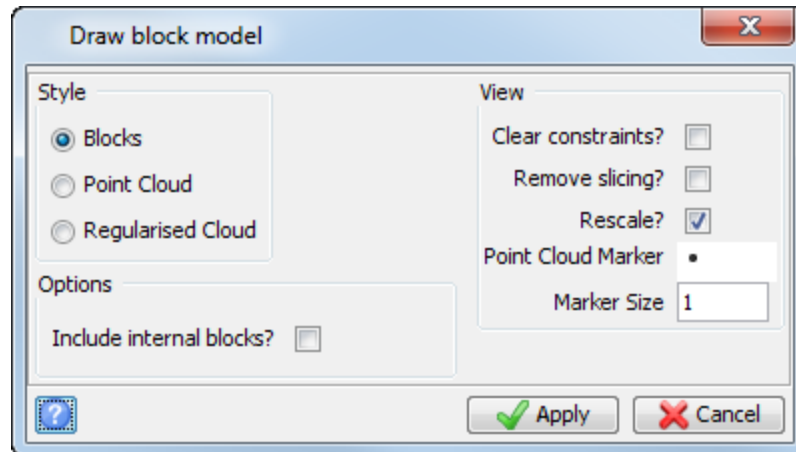 Draw block model
Style
Blocks
Point Cloud
Regularised Cloud
Options
Include internal blocks?
View
Clear constraints?
Remove slicing?
Rescale?
Point Cloud Marker
Marker Size 1
? Apply Cancel